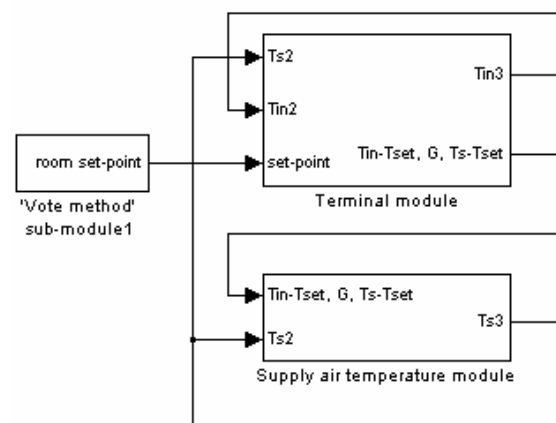 Ts2
Tin3
Tin2
room set-point
set-point
Tin-Tset, G, Ts-Tset
'Vote method'
sub-module1
Terminal module
Tin-Tset, G, Ts-Tset
Ts3
Ts2
Supply air temperature module